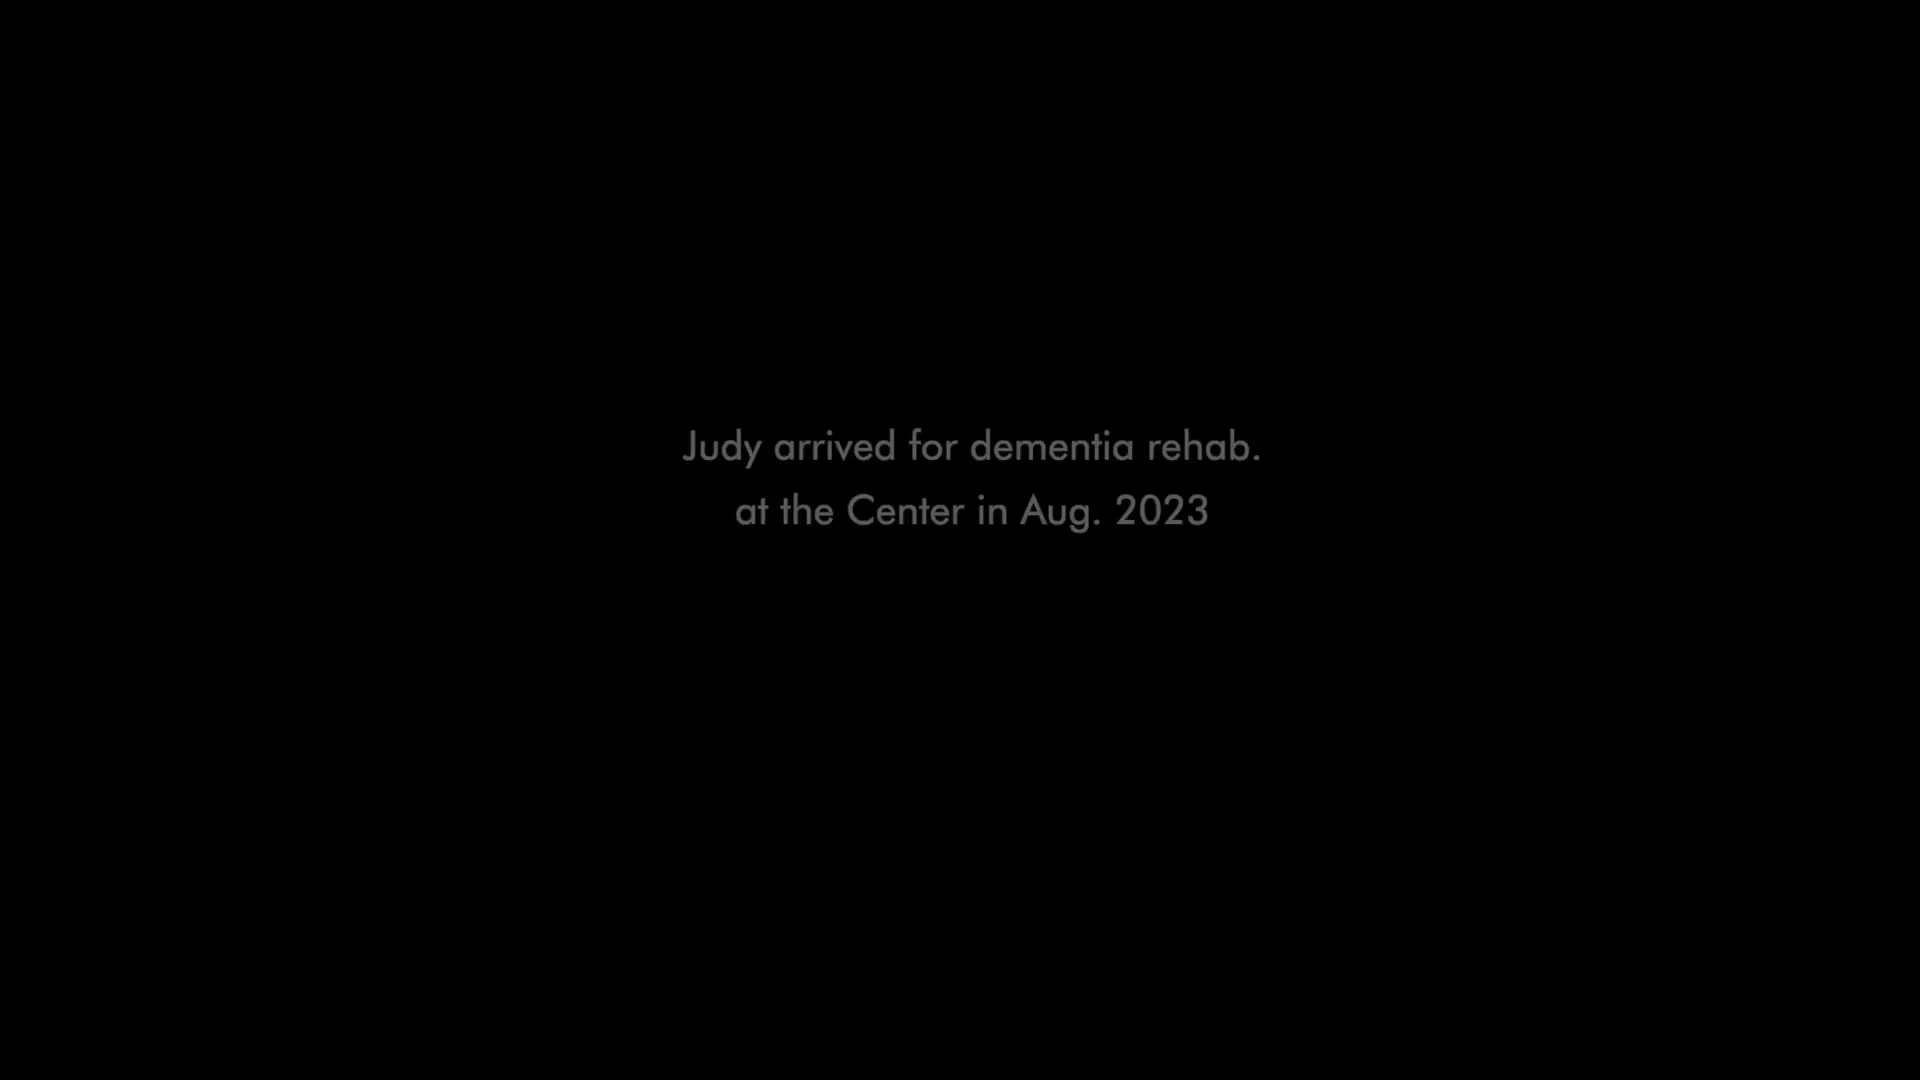 Judy arrived for dementia rehab.
at the Center in Aug. 2023